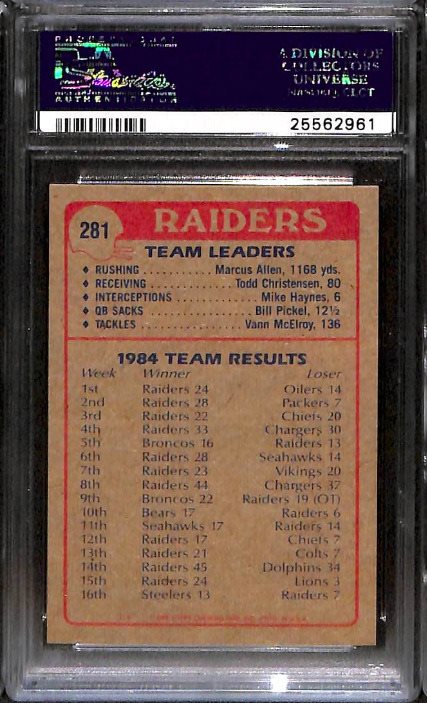 A DIVISION OF
COLLECTORS
UNIVERSE
NASDAQ: CLCT
AUTHENTICATOR
25562961
281
RAIDERS
TEAM LEADERS
♦ RUSHING .......... Marcus Allen, 1168 yds.
♦ RECEIVING ............. Todd Christensen, 80
♦ INTERCEPTIONS ............ Mike Haynes, 6
♦ QB SACKS ................ Bill Pickel, 12½
♦ TACKLES .............. Vann McElroy, 136
1984 TEAM RESULTS
Week Winner Loser
1st Raiders 24 Oilers 14
2nd Raiders 28 Packers 7
3rd Raiders 22 Chiefs 20
4th Raiders 33 Chargers 30
5th Broncos 16 Raiders 13
6th Raiders 28 Seahawks 14
7th Raiders 23 Vikings 20
8th Raiders 44 Chargers 37
9th Broncos 22 Raiders 19 (OT)
10th Bears 17 Raiders 6
11th Seahawks 17 Raiders 14
12th Raiders 17 Chiefs 7
13th Raiders 21 Colts 7
14th Raiders 45 Dolphins 34
15th Raiders 24 Lions 3
16th Steelers 13 Raiders 7